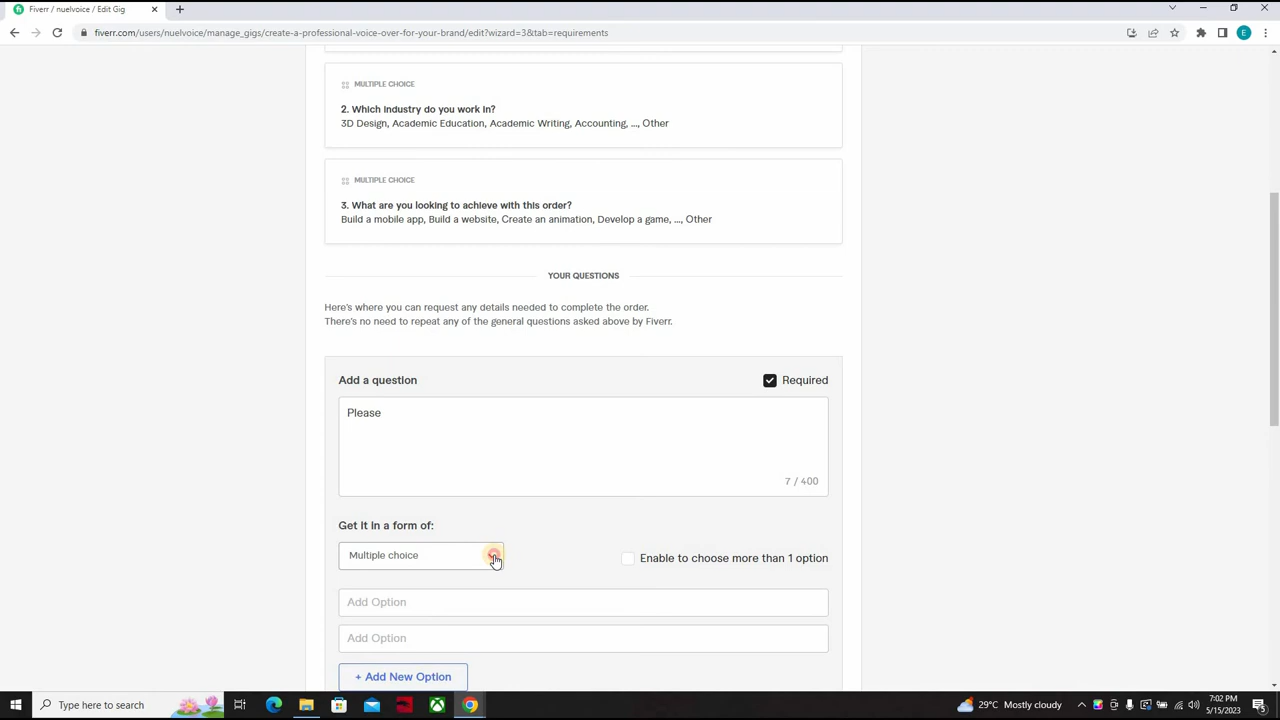 Fiverr / nuelvoice / Edit Gig
fiverr.com/users/nuelvoice/manage_gigs/create-a-professional-voice-over-for-your-brand/edit?wizard=3&tab=requirements
E
MULTIPLE CHOICE
2. Which industry do you work in?
3D Design, Academic Education, Academic Writing, Accounting, ..., Other
MULTIPLE CHOICE
3. What are you looking to achieve with this order?
Build a mobile app, Build a website, Create an animation, Develop a game, ..., Other
YOUR QUESTIONS
Here's where you can request any details needed to complete the order.
There's no need to repeat any of the general questions asked above by Fiverr.
Add a question
Required
Please
7 / 400
Get it in a form of:
Multiple choice
Enable to choose more than 1 option
Add Option
Add Option
+ Add New Option
Type here to search
29°C Mostly cloudy
7:02 PM
5/15/2023